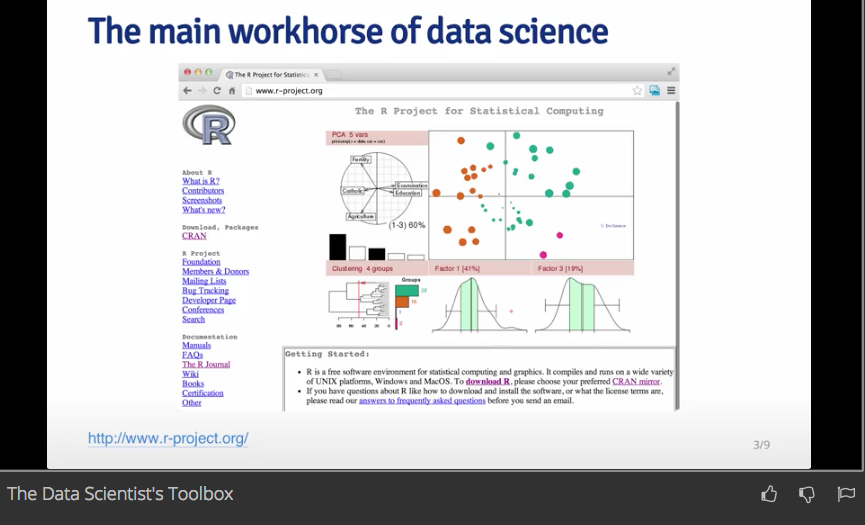 The main workhorse of data science
The R Project for Statistic
www.r-project.org
R
The R Project for Statistical Computing
PCA 5 vars
Fertility
Catholic
Examination
Education
Agriculture
(1-3) 60%
V. De Geneve
Clustering 4 groups
Factor 1 [41%]
Factor 3 [19%]
Groups
28
16
1
2
About R
What is R?
Contributors
Screenshots
What's new?
Download, Packages
CRAN
R Project
Foundation
Members & Donors
Mailing Lists
Bug Tracking
Developer Page
Conferences
Search
Documentation
Manuals
FAQs
The R Journal
Wiki
Books
Certification
Other
Getting Started:
• R is a free software environment for statistical computing and graphics. It compiles and runs on a wide variety
of UNIX platforms, Windows and MacOS. To download R, please choose your preferred CRAN mirror.
• If you have questions about R like how to download and install the software, or what the license terms are,
please read our answers to frequently asked questions before you send an email.
http://www.r-project.org/
3/9
The Data Scientist's Toolbox